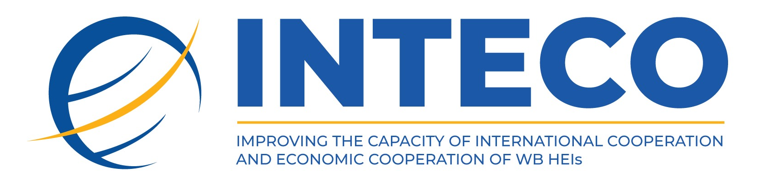 INTECO
IMPROVING THE CAPACITY OF INTERNATIONAL COOPERATION
AND ECONOMIC COOPERATION OF WB HEIs